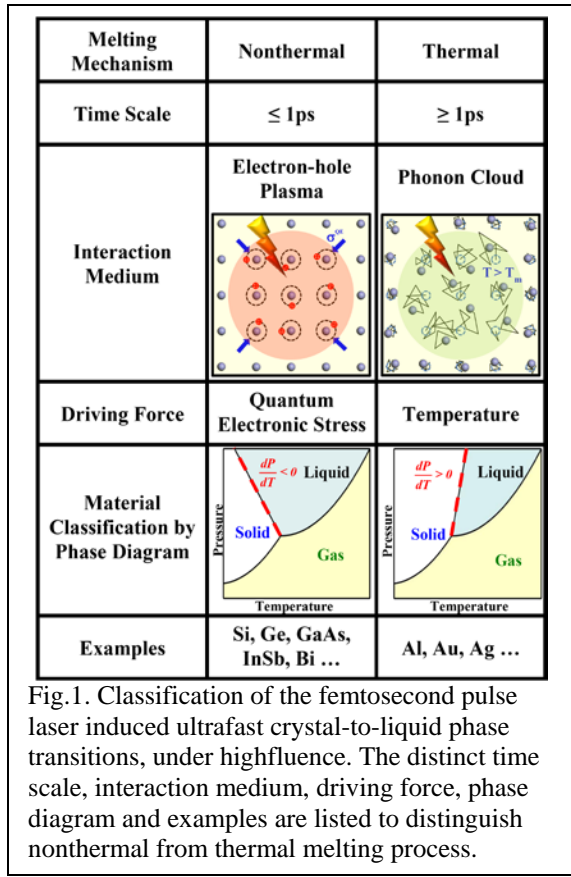 Melting Mechanism
Nonthermal
Thermal
Time Scale
≤ 1ps
≥ 1ps
Interaction Medium
Electron-hole Plasma
σ^QE
Phonon Cloud
T > Tm
Driving Force
Quantum Electronic Stress
Temperature
Material Classification by Phase Diagram
Pressure
dP/dT < 0
Liquid
Solid
Gas
Temperature
Pressure
dP/dT > 0
Liquid
Solid
Gas
Temperature
Examples
Si, Ge, GaAs,
InSb, Bi ...
Al, Au, Ag ...
Fig.1. Classification of the femtosecond pulse
laser induced ultrafast crystal-to-liquid phase
transitions, under highfluence. The distinct time
scale, interaction medium, driving force, phase
diagram and examples are listed to distinguish
nonthermal from thermal melting process.